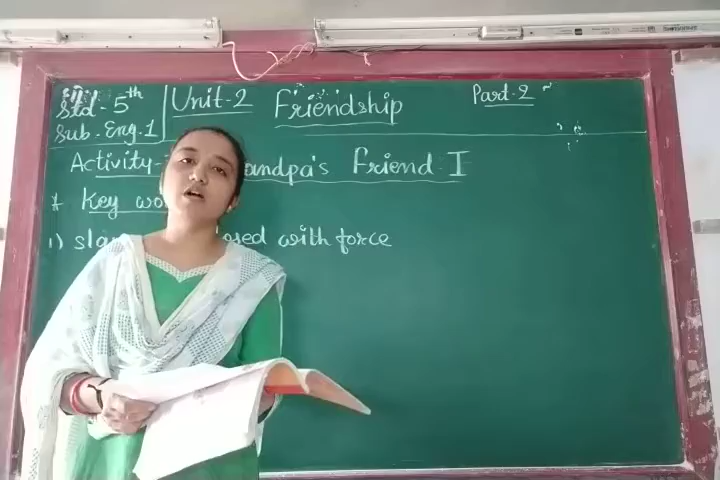 Std-5th
Sub.Eng.1
Unit-2 Friendship
Part-2
Activity- andpa's Friend-I
* Key wo
1) sla osed with force